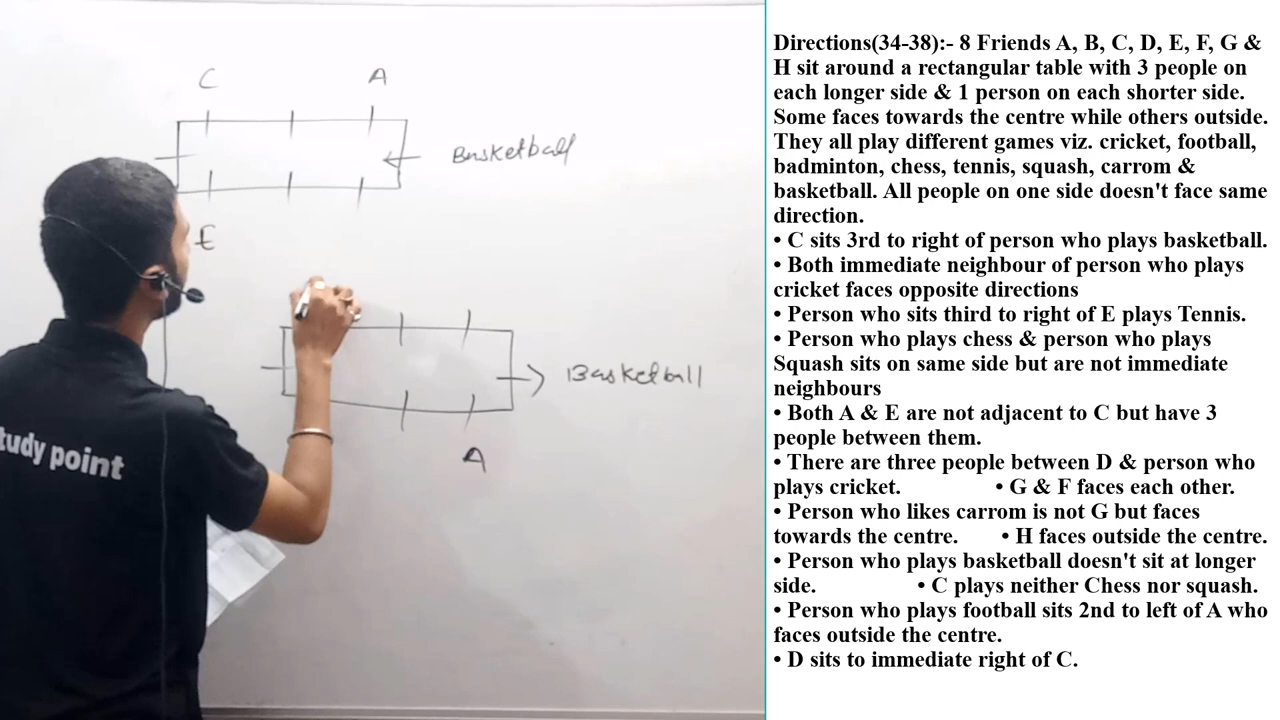 C A
Basketball
E
Basketball
A
tudy point
Directions(34-38):- 8 Friends A, B, C, D, E, F, G &
H sit around a rectangular table with 3 people on
each longer side & 1 person on each shorter side.
Some faces towards the centre while others outside.
They all play different games viz. cricket, football,
badminton, chess, tennis, squash, carrom &
basketball. All people on one side doesn't face same
direction.
• C sits 3rd to right of person who plays basketball.
• Both immediate neighbour of person who plays
cricket faces opposite directions
• Person who sits third to right of E plays Tennis.
• Person who plays chess & person who plays
Squash sits on same side but are not immediate
neighbours
• Both A & E are not adjacent to C but have 3
people between them.
• There are three people between D & person who
plays cricket. • G & F faces each other.
• Person who likes carrom is not G but faces
towards the centre. • H faces outside the centre.
• Person who plays basketball doesn't sit at longer
side. • C plays neither Chess nor squash.
• Person who plays football sits 2nd to left of A who
faces outside the centre.
• D sits to immediate right of C.